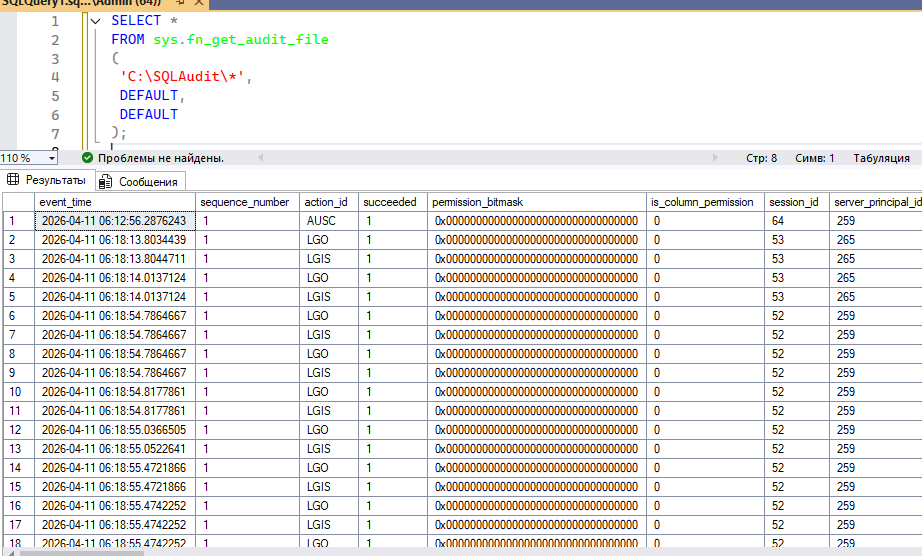 SQLQuery1.sq...\Admin (64))
1 SELECT *
2 FROM sys.fn_get_audit_file
3 (
4 'C:\SQLAudit\*',
5 DEFAULT,
6 DEFAULT
7 );
8
110 % Проблемы не найдены. Стр: 8 Симв: 1 Табуляция
Результаты Сообщения
event_time sequence_number action_id succeeded permission_bitmask is_column_permission session_id server_principal_id
1 2026-04-11 06:12:56.2876243 1 AUSC 1 0x00000000000000000000000000000000 0 64 259
2 2026-04-11 06:18:13.8034439 1 LGO 1 0x00000000000000000000000000000000 0 53 265
3 2026-04-11 06:18:13.8044711 1 LGIS 1 0x00000000000000000000000000000000 0 53 265
4 2026-04-11 06:18:14.0137124 1 LGO 1 0x00000000000000000000000000000000 0 53 265
5 2026-04-11 06:18:14.0137124 1 LGIS 1 0x00000000000000000000000000000000 0 53 265
6 2026-04-11 06:18:54.7864667 1 LGO 1 0x00000000000000000000000000000000 0 52 259
7 2026-04-11 06:18:54.7864667 1 LGIS 1 0x00000000000000000000000000000000 0 52 259
8 2026-04-11 06:18:54.7864667 1 LGO 1 0x00000000000000000000000000000000 0 52 259
9 2026-04-11 06:18:54.7864667 1 LGIS 1 0x00000000000000000000000000000000 0 52 259
10 2026-04-11 06:18:54.8177861 1 LGO 1 0x00000000000000000000000000000000 0 52 259
11 2026-04-11 06:18:54.8177861 1 LGIS 1 0x00000000000000000000000000000000 0 52 259
12 2026-04-11 06:18:55.0366505 1 LGO 1 0x00000000000000000000000000000000 0 52 259
13 2026-04-11 06:18:55.0522641 1 LGIS 1 0x00000000000000000000000000000000 0 52 259
14 2026-04-11 06:18:55.4721866 1 LGO 1 0x00000000000000000000000000000000 0 52 259
15 2026-04-11 06:18:55.4721866 1 LGIS 1 0x00000000000000000000000000000000 0 52 259
16 2026-04-11 06:18:55.4742252 1 LGO 1 0x00000000000000000000000000000000 0 52 259
17 2026-04-11 06:18:55.4742252 1 LGIS 1 0x00000000000000000000000000000000 0 52 259
18 2026-04-11 06:18:55.4742252 1 LGO 1 0x00000000000000000000000000000000 0 52 259